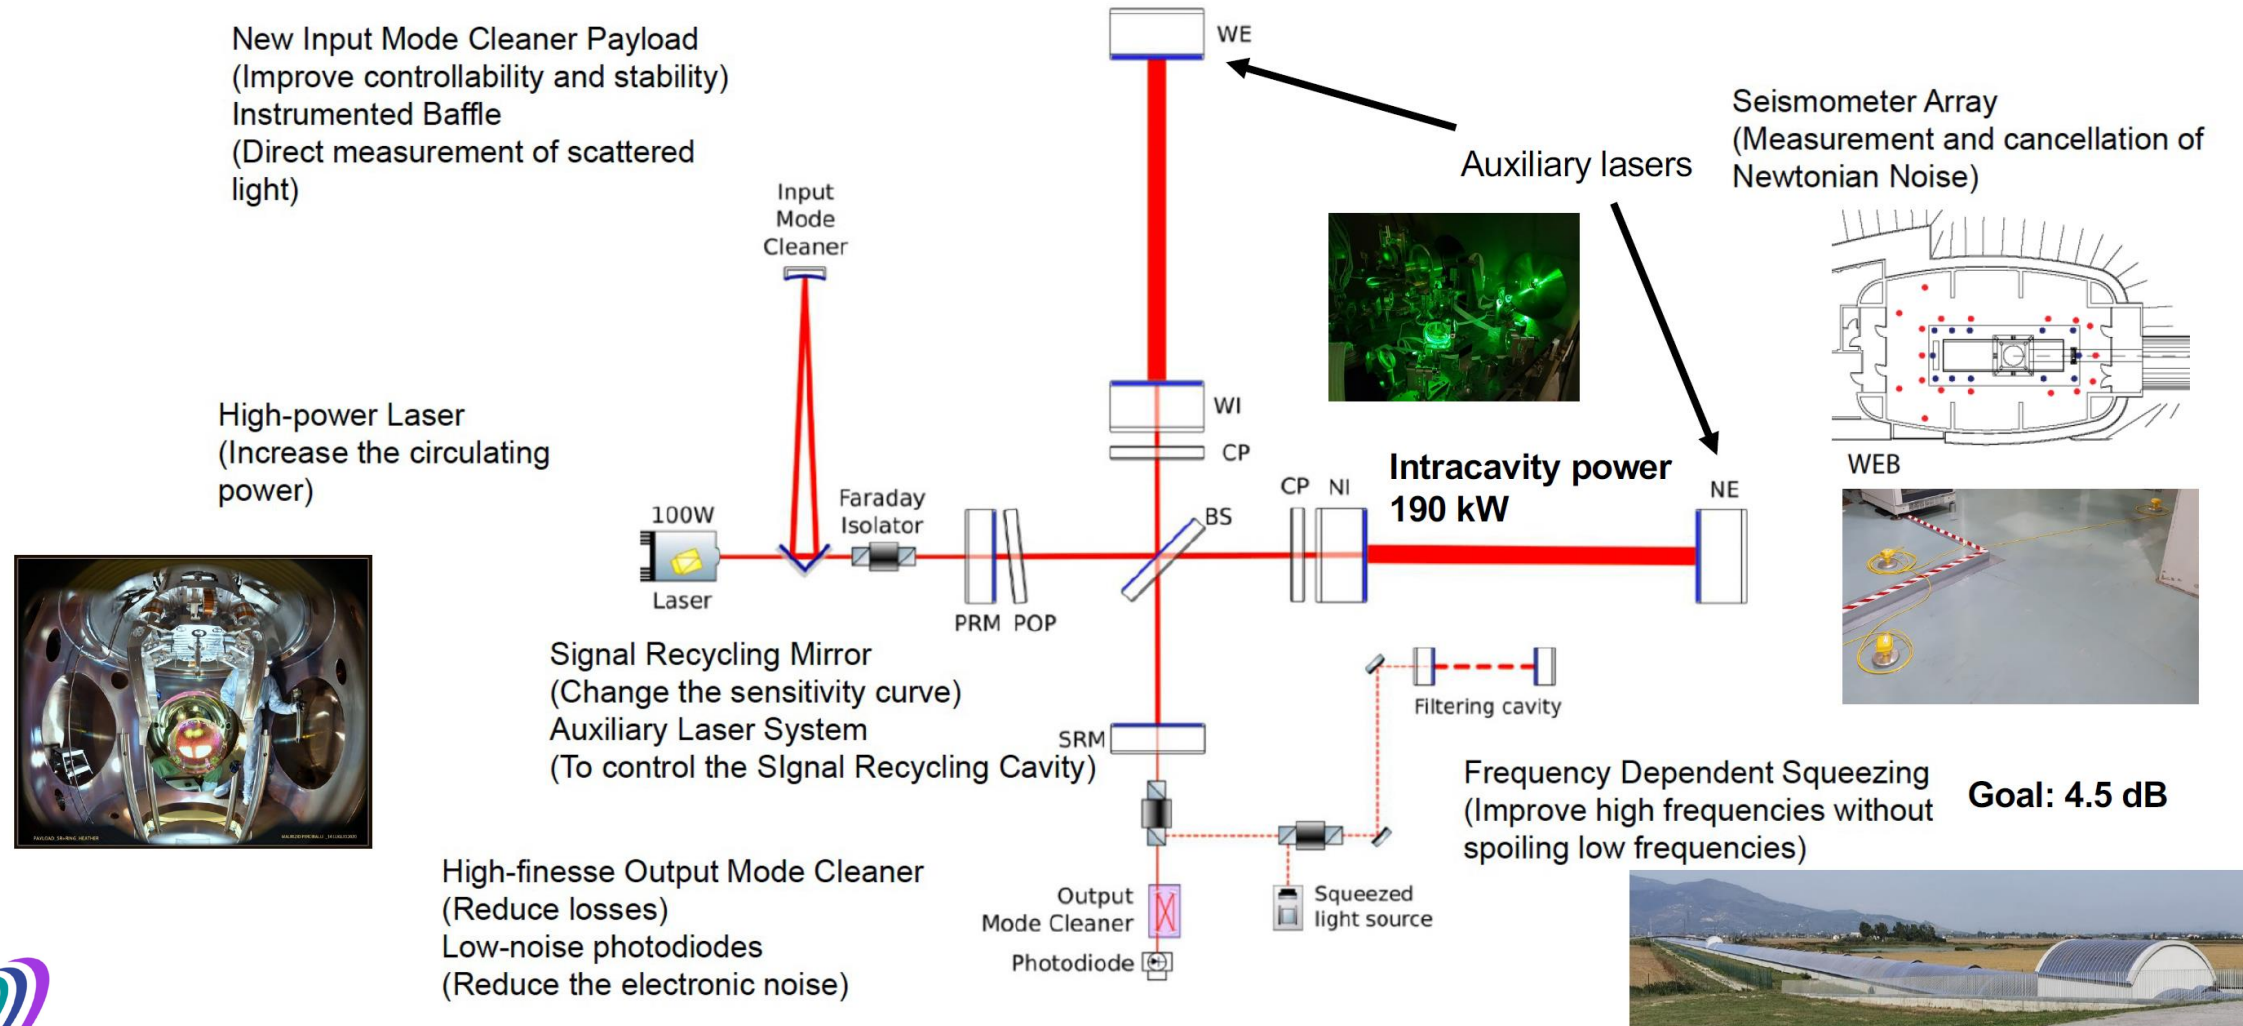 New Input Mode Cleaner Payload
(Improve controllability and stability)
Instrumented Baffle
(Direct measurement of scattered
light)
WE
Auxiliary lasers
Seismometer Array
(Measurement and cancellation of
Newtonian Noise)
Input
Mode
Cleaner
High-power Laser
(Increase the circulating
power)
WI
CP
WEB
100W
Laser
Faraday
Isolator
PRM POP
BS
CP NI
Intracavity power
190 kW
NE
Signal Recycling Mirror
(Change the sensitivity curve)
Auxiliary Laser System
(To control the SIgnal Recycling Cavity)
SRM
Filtering cavity
Frequency Dependent Squeezing
(Improve high frequencies without
spoiling low frequencies)
Goal: 4.5 dB
High-finesse Output Mode Cleaner
(Reduce losses)
Low-noise photodiodes
(Reduce the electronic noise)
Output
Mode Cleaner
Photodiode
Squeezed
light source